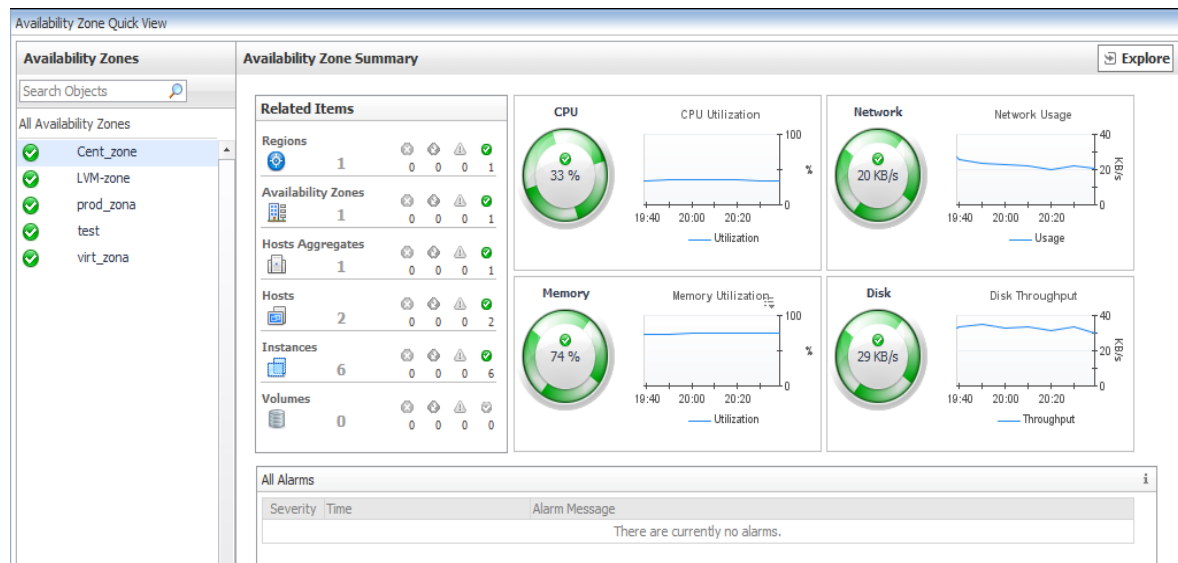 Availability Zone Quick View
Availability Zones
Search Objects
All Availability Zones
Cent_zone
LVM-zone
prod_zona
test
virt_zona
Availability Zone Summary
Explore
Related Items
Regions
1
0 0 0 1
Availability Zones
1
0 0 0 1
Hosts Aggregates
1
0 0 0 1
Hosts
2
0 0 0 2
Instances
6
0 0 0 6
Volumes
0
0 0 0 0
CPU
33 %
CPU Utilization
100
%
0
19:40 20:00 20:20
Utilization
Network
20 KB/s
Network Usage
40
20
KB/s
0
19:40 20:00 20:20
Usage
Memory
74 %
Memory Utilization
100
%
0
19:40 20:00 20:20
Utilization
Disk
29 KB/s
Disk Throughput
40
20
KB/s
0
19:40 20:00 20:20
Throughput
All Alarms
i
Severity Time Alarm Message
There are currently no alarms.